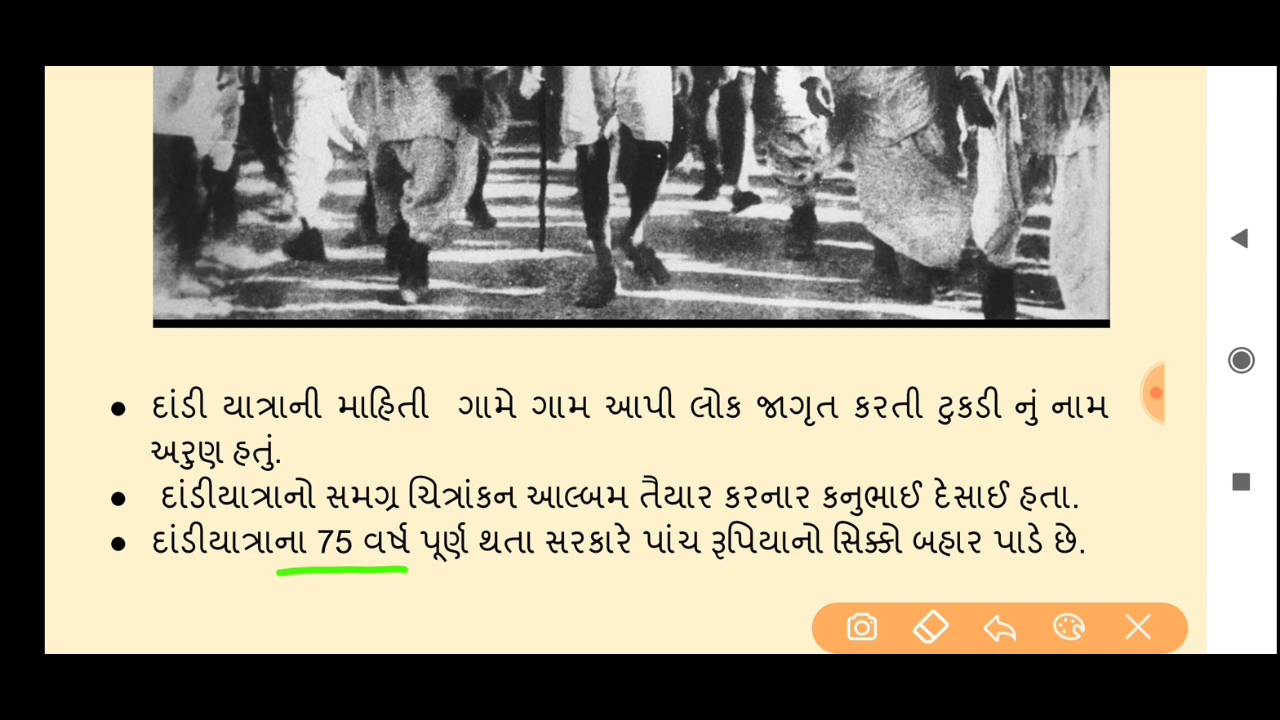 ● દાંડી યાત્રાની માહિતી ગામે ગામ આપી લોક જાગૃત કરતી ટુકડી નું નામ
અરુણ હતું.
● દાંડીયાત્રાનો સમગ્ર ચિત્રાંકન આલ્બમ તૈયાર કરનાર કનુભાઈ દેસાઈ હતા.
● દાંડીયાત્રાના 75 વર્ષ પૂર્ણ થતા સરકારે પાંચ રૂપિયાનો સિક્કો બહાર પાડે છે.